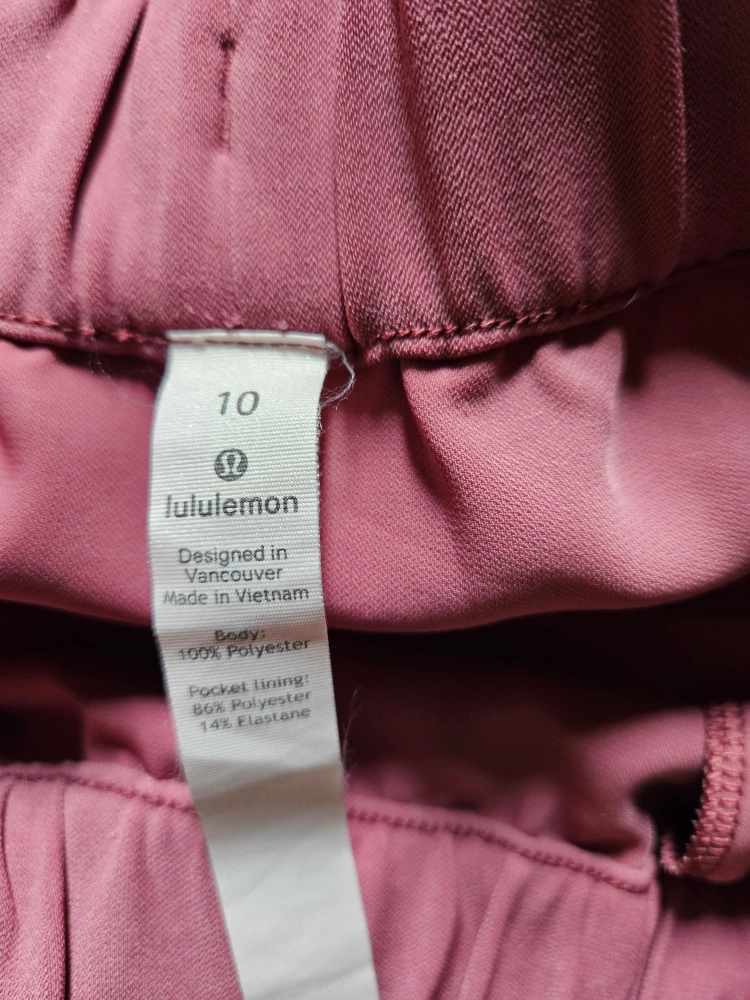 10
lululemon
Designed in
Vancouver
Made in Vietnam
Body:
100% Polyester
Pocket lining:
86% Polyester
14% Elastane